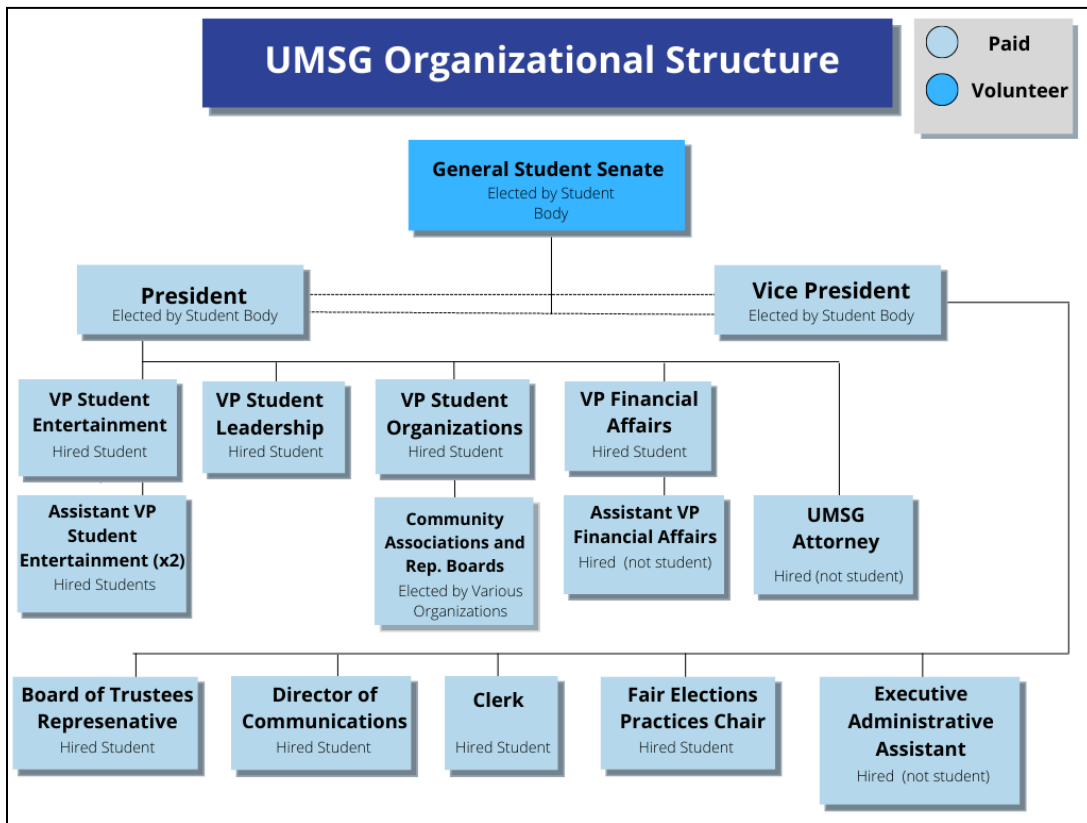 UMSG Organizational Structure
Paid
Volunteer
General Student Senate
Elected by Student
Body
President
Elected by Student Body
Vice President
Elected by Student Body
VP Student
Entertainment
Hired Student
VP Student
Leadership
Hired Student
VP Student
Organizations
Hired Student
VP Financial
Affairs
Hired Student
Assistant VP
Student
Entertainment (x2)
Hired Students
Community
Associations and
Rep. Boards
Elected by Various
Organizations
Assistant VP
Financial Affairs
Hired (not student)
UMSG
Attorney
Hired (not student)
Board of Trustees
Represenative
Hired Student
Director of
Communications
Hired Student
Clerk
Hired Student
Fair Elections
Practices Chair
Hired Student
Executive
Administrative
Assistant
Hired (not student)